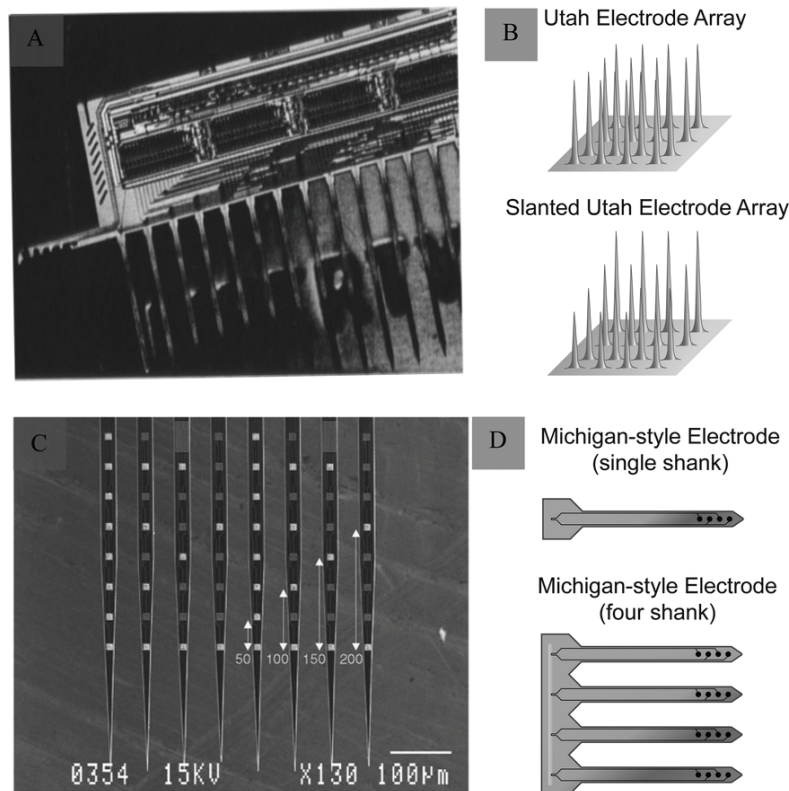 A
B
Utah Electrode Array
Slanted Utah Electrode Array
C
50
100
150
200
0354 15KV X130 100µm
D
Michigan-style Electrode
(single shank)
Michigan-style Electrode
(four shank)